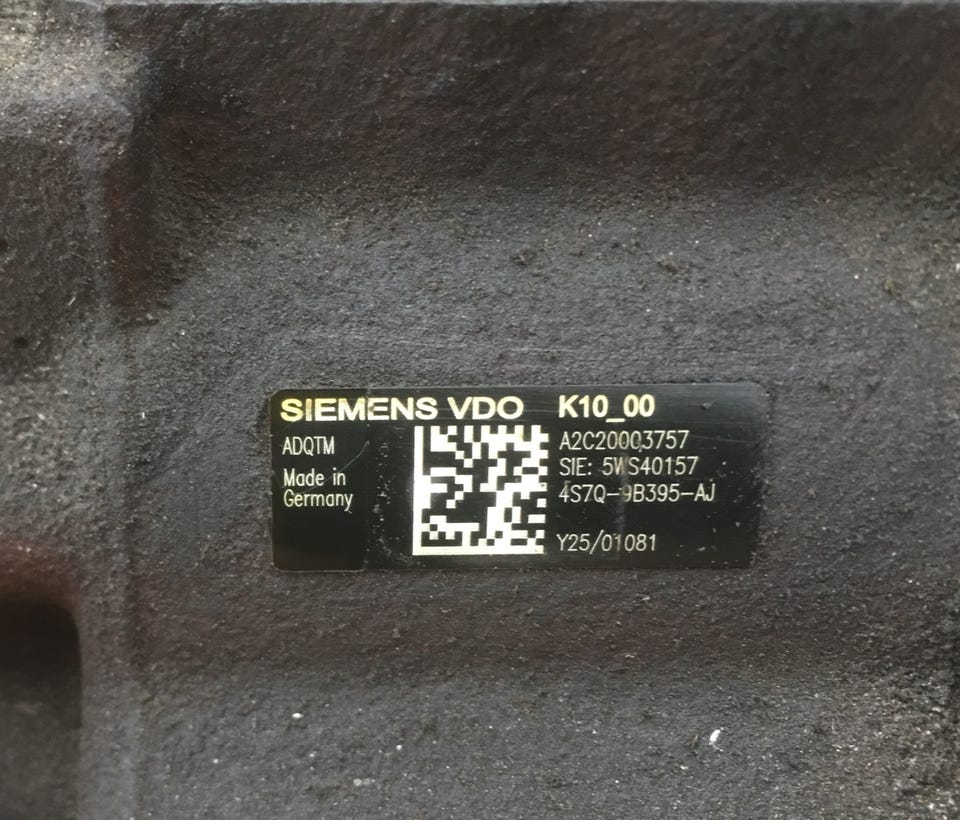 SIEMENS VDO K10_00
ADQTM
Made in
Germany
A2C20003757
SIE: 5WS40157
4S7Q-9B395-AJ
Y25/01081